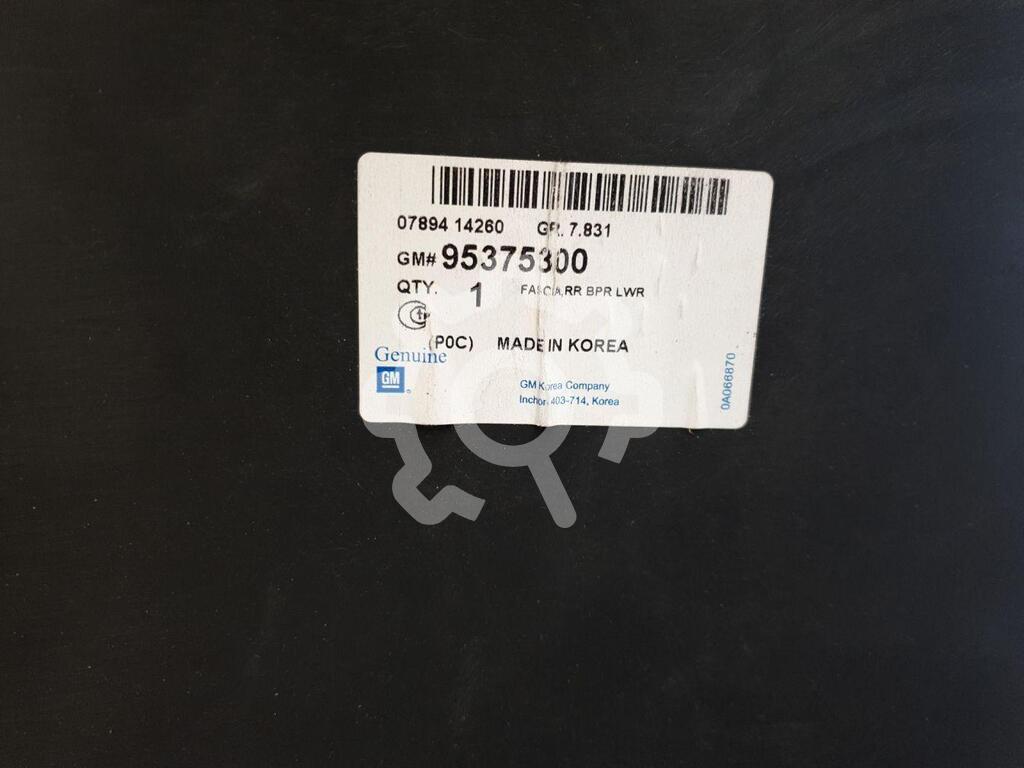 07894 14260 GR. 7.831
GM# 95375300
QTY. 1 FASCIA,RR BPR LWR
(P0C) MADE IN KOREA
Genuine
GM
GM Korea Company
Inchon 403-714, Korea
0A066870